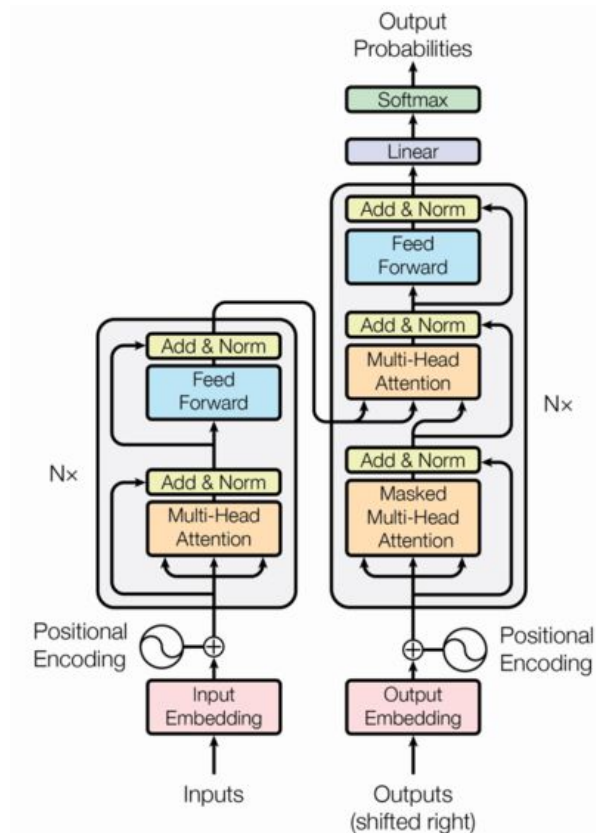 Output
Probabilities
Softmax
Linear
Add & Norm
Feed
Forward
Add & Norm
Multi-Head
Attention
Add & Norm
Masked
Multi-Head
Attention
Nx
Positional
Encoding
Output
Embedding
Outputs
(shifted right)
Add & Norm
Feed
Forward
Add & Norm
Multi-Head
Attention
Nx
Positional
Encoding
Input
Embedding
Inputs